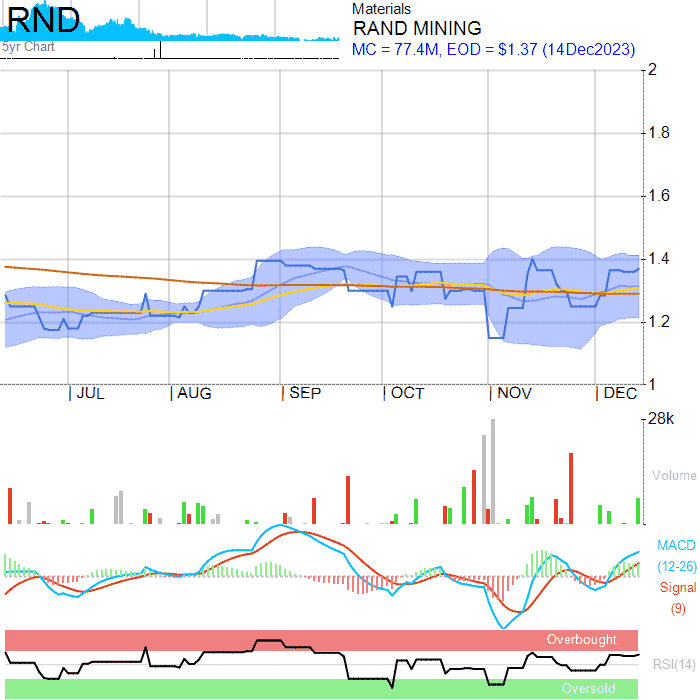 RND
5yr Chart
Materials
RAND MINING
MC = 77.4M, EOD = $1.37 (14Dec2023)
2
1.8
1.6
1.4
1.2
1
JUL
AUG
SEP
OCT
NOV
DEC
28k
Volume
MACD
(12-26)
Signal
(9)
Overbought
RSI(14)
Oversold